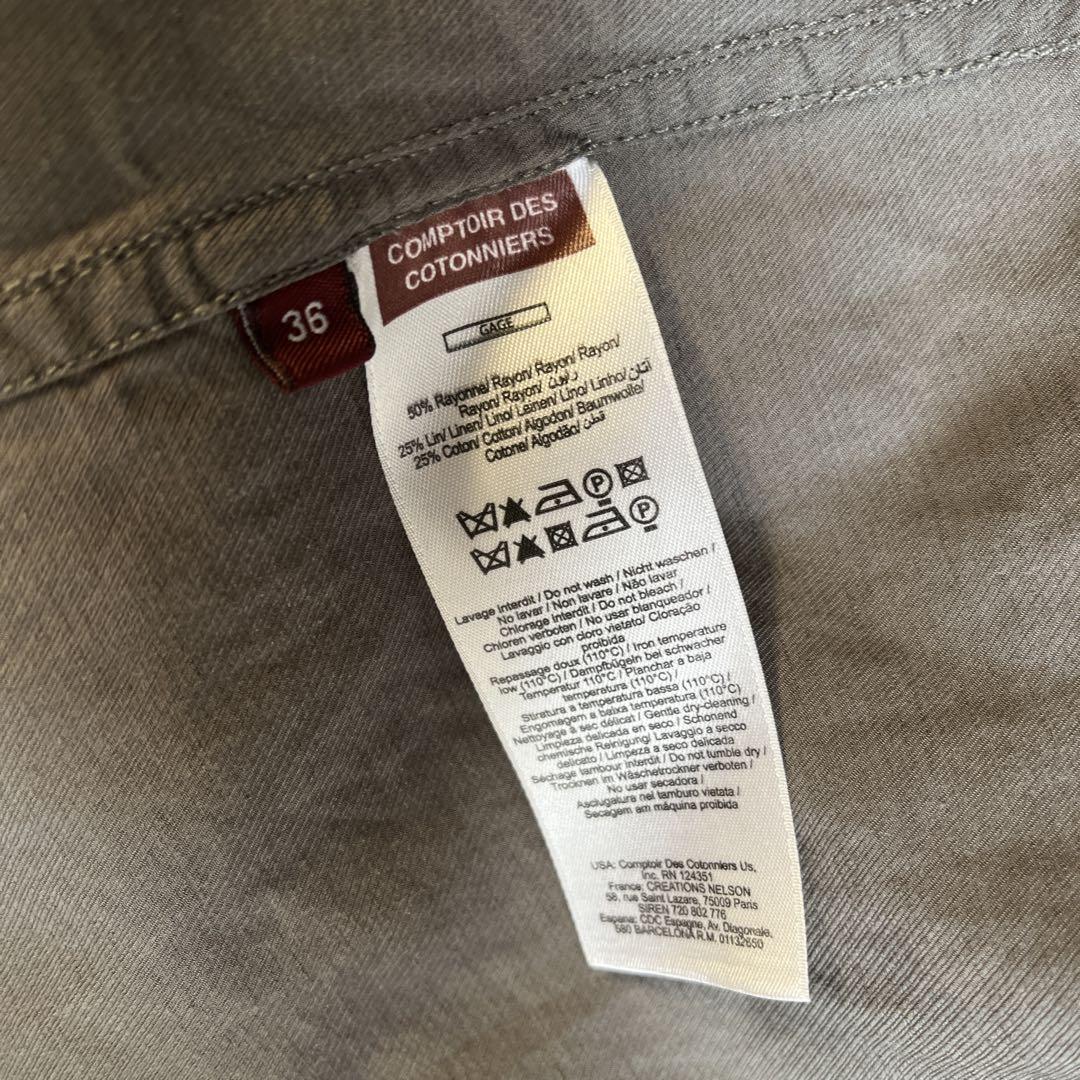 COMPTOIR DES
COTONNIERS
36
GAGE
50% Rayonne/ Rayon/ Rayon/ Rayon/
Rayon/ Rayon/ رايون
25% Lin/ Linen/ Lino/ Leinen/ Lino/ Linho/ كتان
25% Coton/ Cotton/ Algodon/ Baumwolle/
Cotone/ Algodão/ قطن
P
P
Lavage Interdit / Do not wash / Nicht waschen /
No lavar / Non lavare / Não lavar
Chlorage Interdit / Do not bleach /
Chloren verboten / No usar blanqueador /
Lavaggio con cloro vietato/ Cloração
proibida
Repassage doux (110°C) / Iron temperature
low (110°C) / Dampfbügeln bei schwacher
Temperatur 110°C / Planchar a baja
temperatura (110°C) /
Stiratura a temperatura bassa (110°C) /
Engomagem a baixa temperatura (110°C)
Nettoyage à sec délicat / Gentle dry-cleaning /
Limpieza delicada en seco / Schonend
chemische Reinigung/ Lavaggio a secco
delicato / Limpeza a seco delicada
Séchage tambour interdit / Do not tumble dry /
Trocknen im Wäschetrockner verboten /
No usar secadora /
Asciugatura nel tamburo vietata /
Secagem am máquina proibida
USA: Comptoir Des Cotonniers Us,
Inc. RN 124351
France: CREATIONS NELSON
58, rue Saint Lazare, 75009 Paris
SIREN 720 802 776
Espana: CDC Espagne, Av. Diagonale,
580 BARCELONA R.M. 01132650